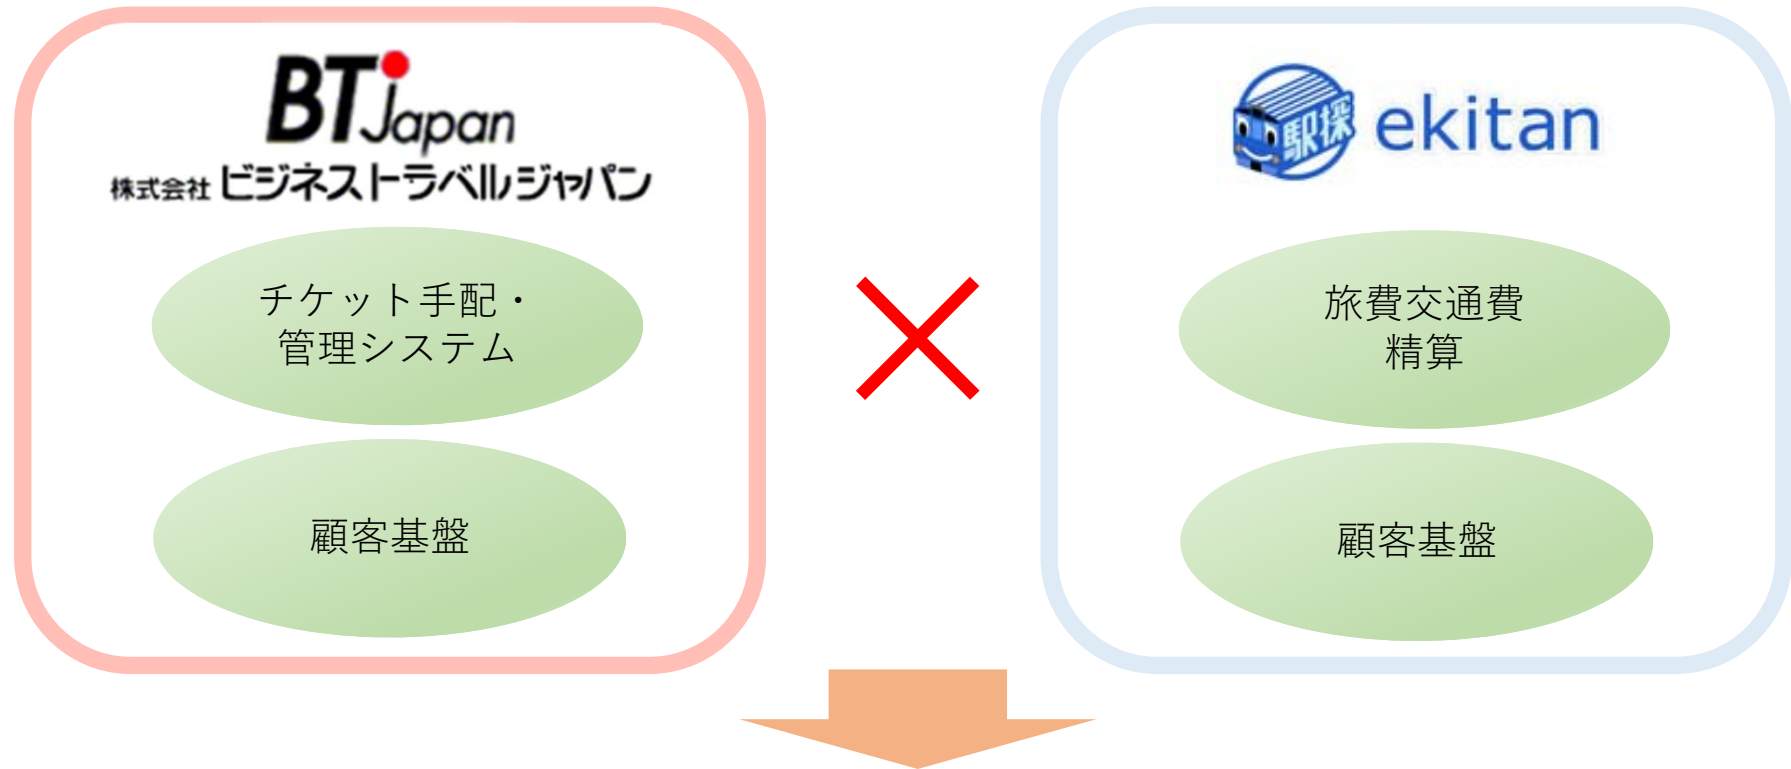 BTJapan
株式会社 ビジネストラベルジャパン
チケット手配・
管理システム
顧客基盤
駅探 ekitan
旅費交通費
精算
顧客基盤